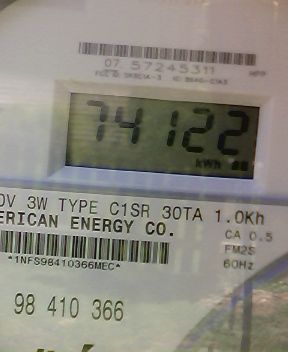 07 57245311
74122
kWh
0V 3W TYPE C1SR 30TA 1.0Kh
ERICAN ENERGY CO.
CA 0.5
*1NFS98410366MEC*
FM2S
60Hz
98 410 366